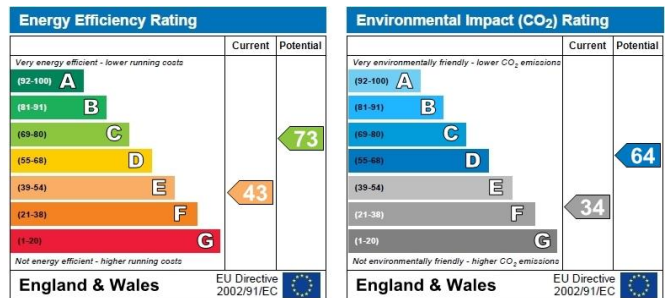 Energy Efficiency Rating
Current Potential
Very energy efficient - lower running costs
(92-100) A
(81-91) B
(69-80) C
73
(55-68) D
(39-54) E
43
(21-38) F
(1-20) G
Not energy efficient - higher running costs
England & Wales
EU Directive
2002/91/EC
Environmental Impact (CO2) Rating
Current Potential
Very environmentally friendly - lower CO2 emissions
(92-100) A
(81-91) B
(69-80) C
(55-68) D
64
(39-54) E
(21-38) F
34
(1-20) G
Not environmentally friendly - higher CO2 emissions
England & Wales
EU Directive
2002/91/EC